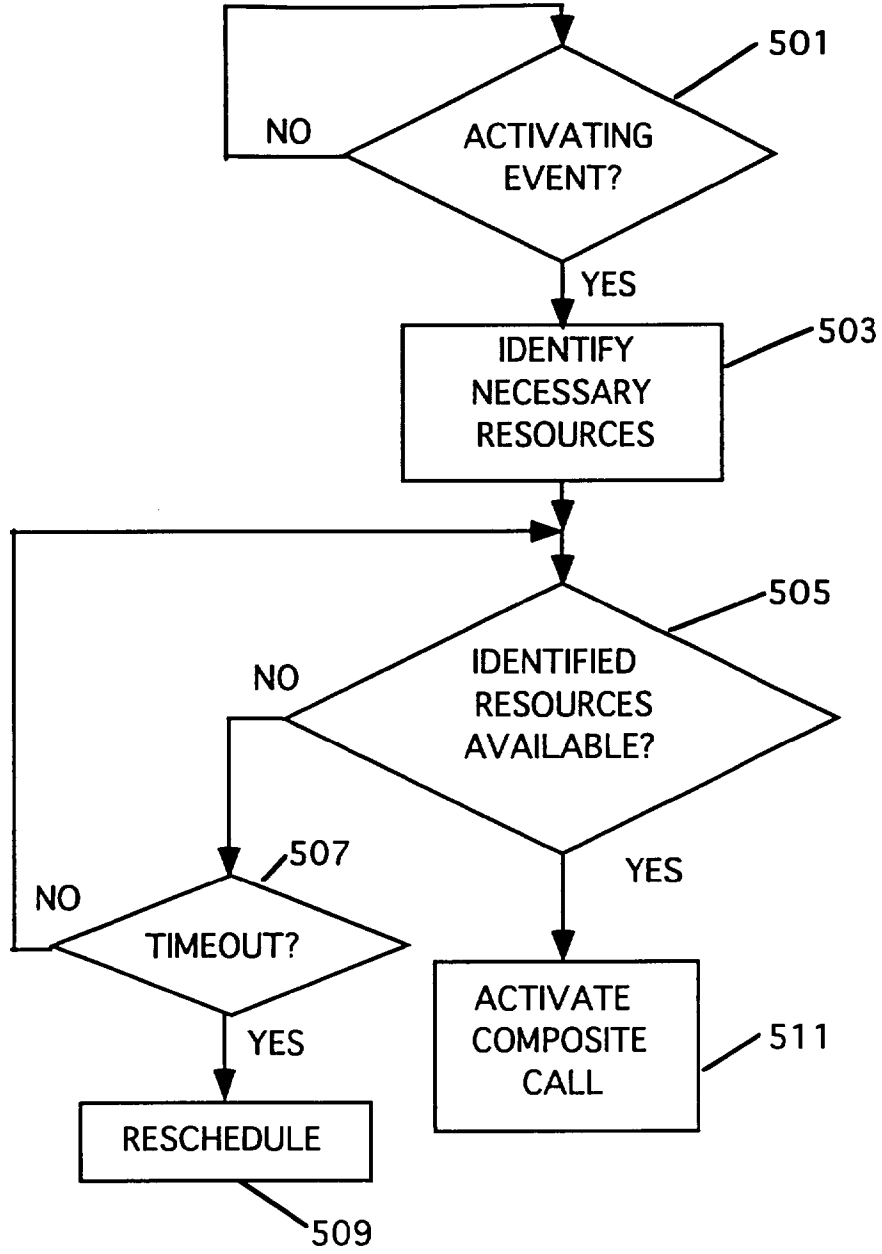 501
NO
ACTIVATING
EVENT?
YES
503
IDENTIFY
NECESSARY
RESOURCES
505
NO
IDENTIFIED
RESOURCES
AVAILABLE?
507
YES
NO
TIMEOUT?
ACTIVATE
COMPOSITE
CALL
511
YES
RESCHEDULE
509